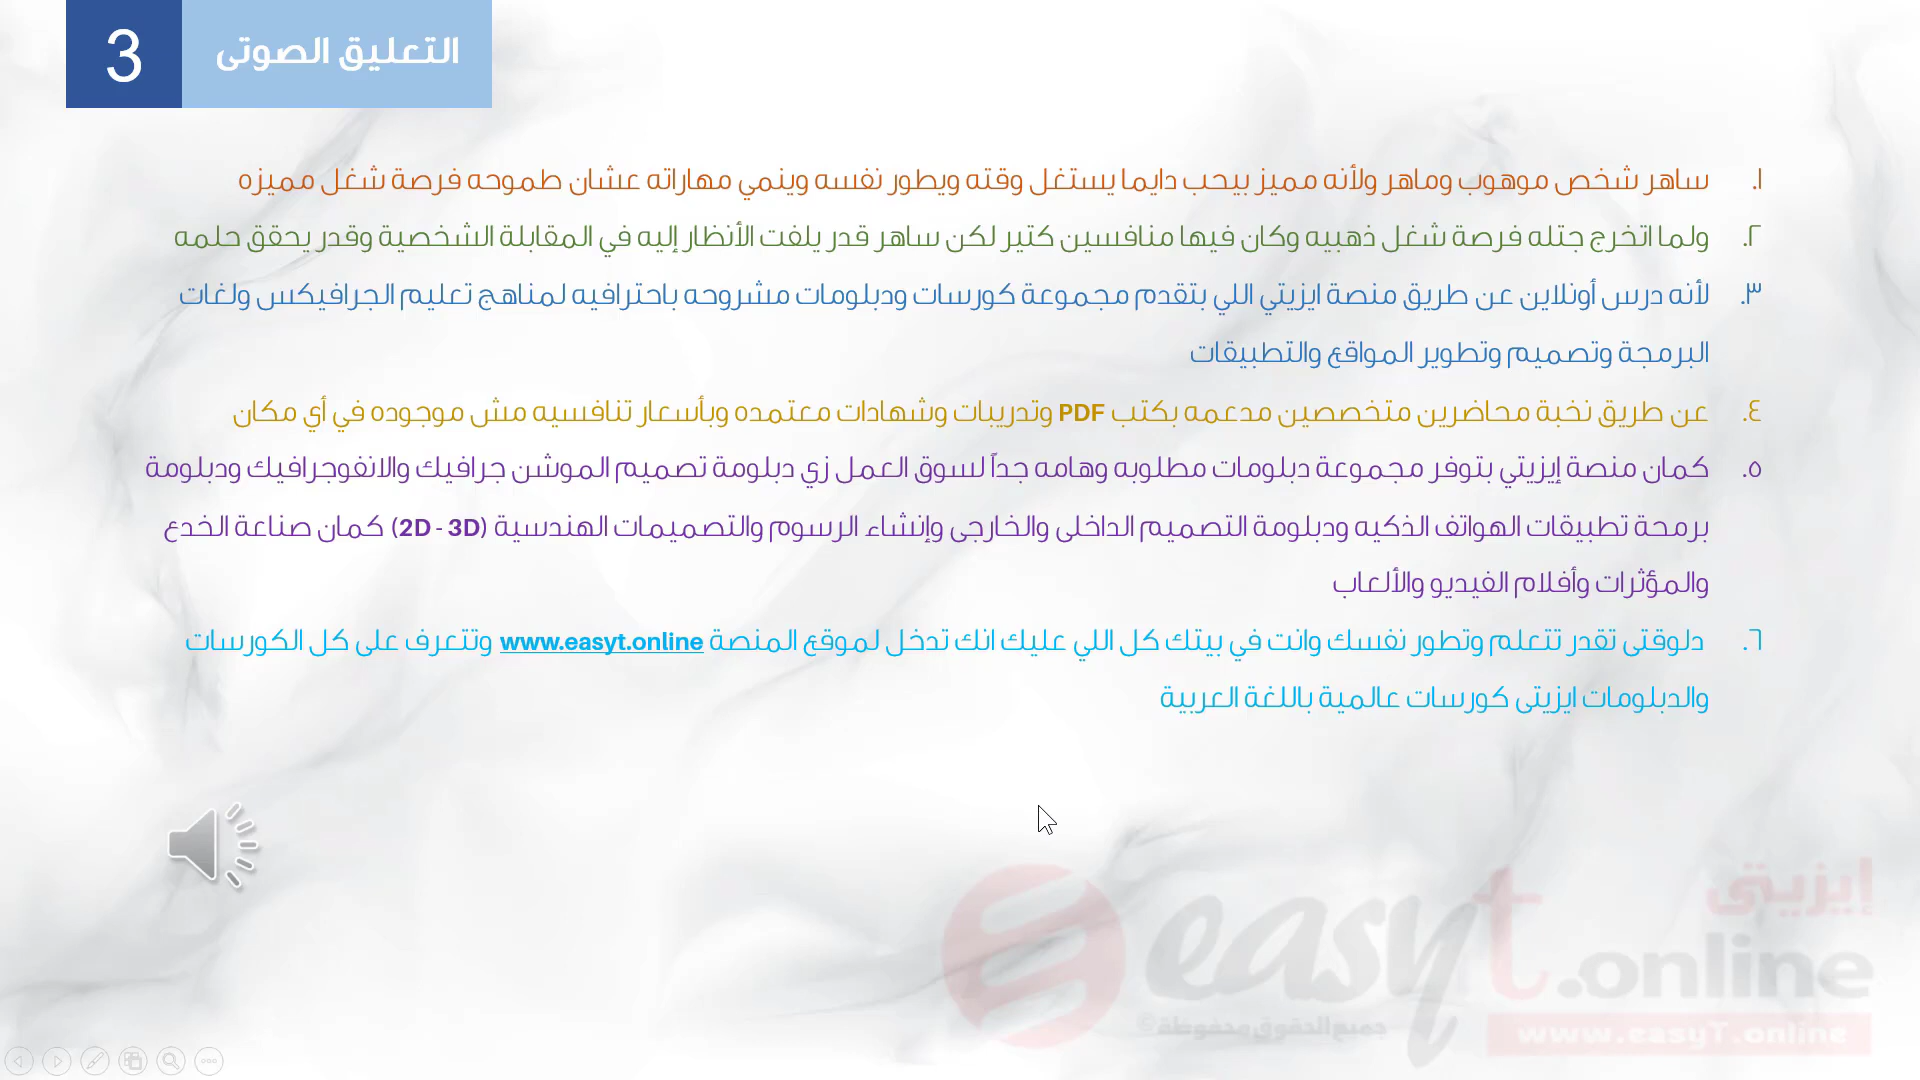 3
التعليق الصوتى
١. ساهر شخص موهوب وماهر ولأنه مميز بيحب دايما يستغل وقته ويطور نفسه وينمي مهاراته عشان طموحه فرصة شغل مميزه
٢. ولما اتخرج جتله فرصة شغل ذهبيه وكان فيها منافسين كتير لكن ساهر قدر يلفت الأنظار إليه في المقابلة الشخصية وقدر يحقق حلمه
٣. لأنه درس أونلاين عن طريق منصة ايزيتي اللي بتقدم مجموعة كورسات ودبلومات مشروحه باحترافيه لمناهج تعليم الجرافيكس ولغات
البرمجة وتصميم وتطوير المواقع والتطبيقات
٤. عن طريق نخبة محاضرين متخصصين مدعمه بكتب PDF وتدريبات وشهادات معتمده وبأسعار تنافسيه مش موجوده في أي مكان
٥. كمان منصة إيزيتي بتوفر مجموعة دبلومات مطلوبه وهامه جداً لسوق العمل زي دبلومة تصميم الموشن جرافيك والانفوجرافيك ودبلومة
برمحة تطبيقات الهواتف الذكيه ودبلومة التصميم الداخلى والخارجى وإنشاء الرسوم والتصميمات الهندسية (2D - 3D) كمان صناعة الخدع
والمؤثرات وأفلام الفيديو والألعاب
٦. دلوقتى تقدر تتعلم وتطور نفسك وانت في بيتك كل اللي عليك انك تدخل لموقع المنصة www.easyt.online وتتعرف على كل الكورسات
والدبلومات ايزيتى كورسات عالمية باللغة العربية
إيزيتى
easyT.online
جميع الحقوق محفوظة©
www.easyT.online